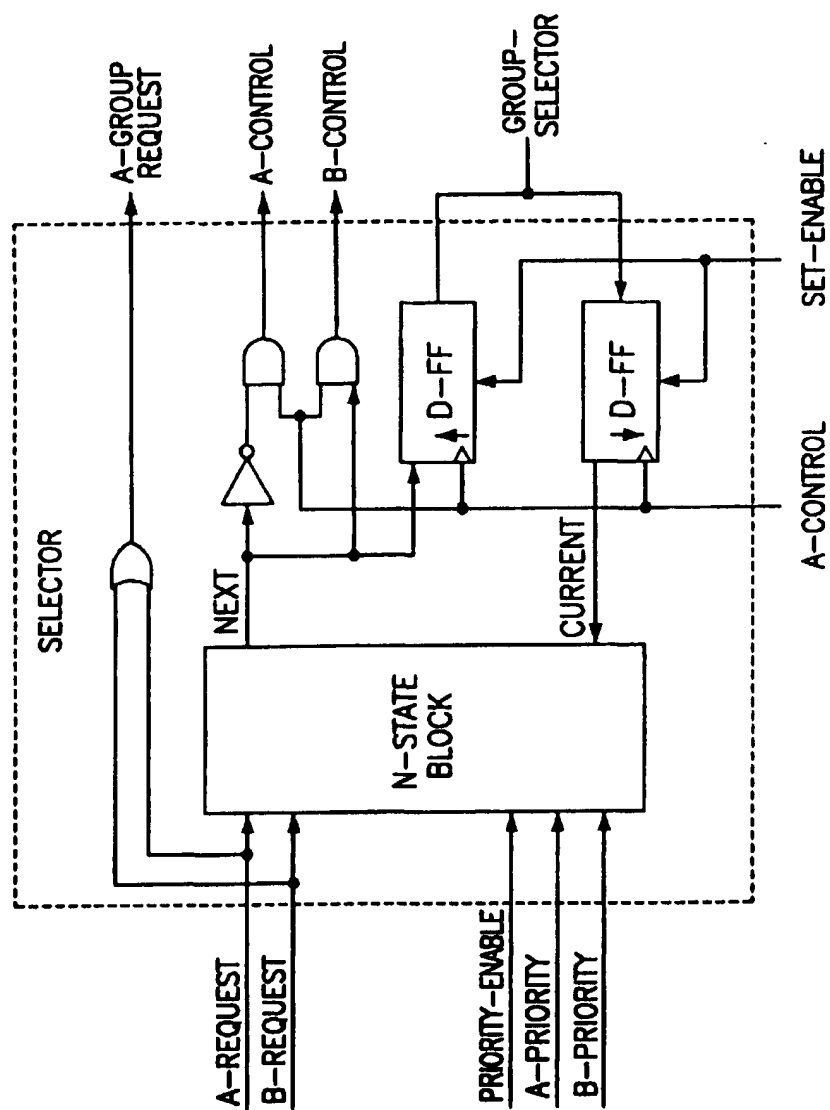 SELECTOR
A-REQUEST
B-REQUEST
PRIORITY-ENABLE
A-PRIORITY
B-PRIORITY
N-STATE
BLOCK
NEXT
CURRENT
D-FF
D-FF
A-GROUP
REQUEST
A-CONTROL
B-CONTROL
GROUP-
SELECTOR
A-CONTROL
SET-ENABLE